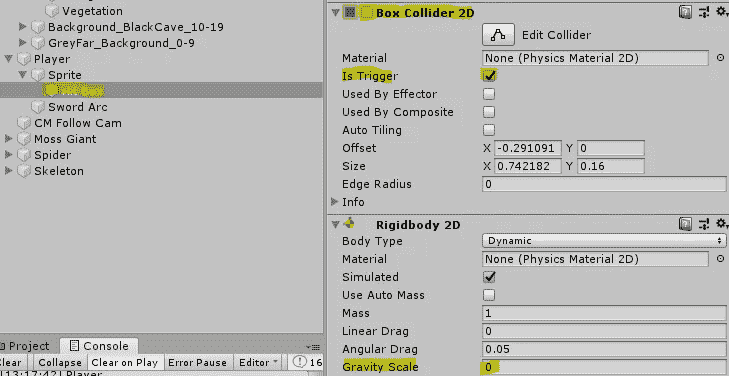 Vegetation
Background_BlackCave_10-19
GreyFar_Background_0-9
Player
Sprite
Sword Arc
CM Follow Cam
Moss Giant
Spider
Skeleton
Project
Console
Clear
Collapse
Clear on Play
Error Pause
Editor
16
[13:17:42] Player
Box Collider 2D
Edit Collider
Material
None (Physics Material 2D)
Is Trigger
Used By Effector
Used By Composite
Auto Tiling
Offset X -0.291091 Y 0
Size X 0.742182 Y 0.16
Edge Radius 0
Info
Rigidbody 2D
Body Type Dynamic
Material None (Physics Material 2D)
Simulated
Use Auto Mass
Mass 1
Linear Drag 0
Angular Drag 0.05
Gravity Scale 0